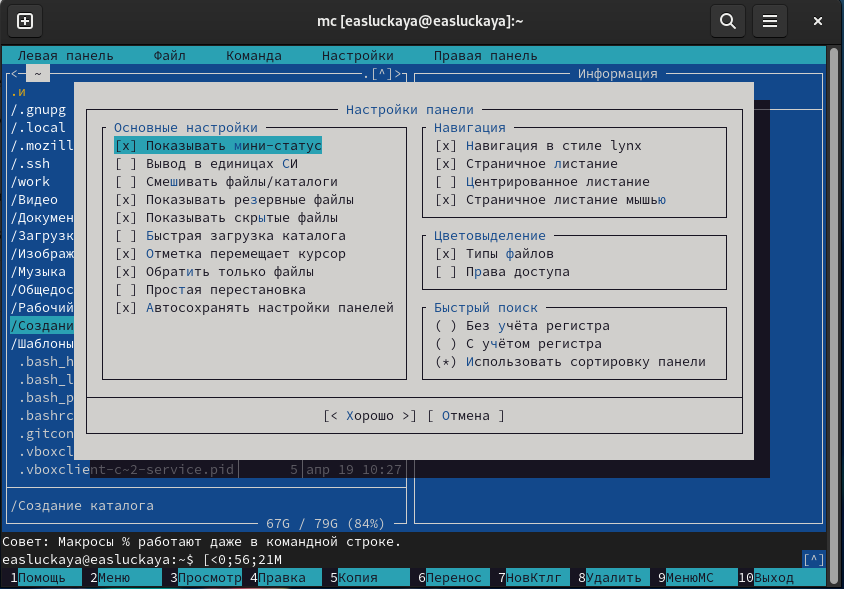 mc [easluckaya@easluckaya]:~
Левая панель Файл Команда Настройки Правая панель
<─ ~ .[^]> Информация
.и
/.gnupg
/.local
/.mozill
/.ssh
/work
/Видео
/Докумен
/Загрузк
/Изображ
/Музыка
/Общедос
/Рабочий
/Создани
/Шаблоны
.bash_h
.bash_l
.bash_p
.bashrc
.gitcon
.vboxcl
.vboxclient-c~2-service.pid 5 апр 19 10:27
Настройки панели
Основные настройки
[x] Показывать мини-статус
[ ] Вывод в единицах СИ
[ ] Смешивать файлы/каталоги
[x] Показывать резервные файлы
[x] Показывать скрытые файлы
[ ] Быстрая загрузка каталога
[x] Отметка перемещает курсор
[x] Обратить только файлы
[ ] Простая перестановка
[x] Автосохранять настройки панелей
Навигация
[x] Навигация в стиле lynx
[x] Страничное листание
[ ] Центрированное листание
[x] Страничное листание мышью
Цветовыделение
[x] Типы файлов
[ ] Права доступа
Быстрый поиск
( ) Без учёта регистра
( ) С учётом регистра
(*) Использовать сортировку панели
[< Хорошо >] [ Отмена ]
/Создание каталога
67G / 79G (84%)
Совет: Макросы % работают даже в командной строке.
easluckaya@easluckaya:~$ [<0;56;21M [^]
1Помощь 2Меню 3Просмотр 4Правка 5Копия 6Перенос 7НовКтлг 8Удалить 9МенюMC 10Выход